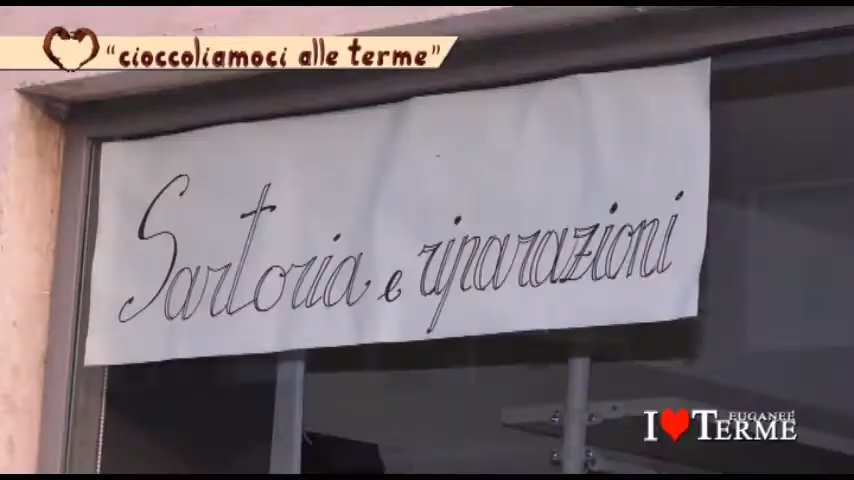 "cioccoliamoci alle terme"
Sartoria e riparazioni
EUGANEE
I ❤ TERME